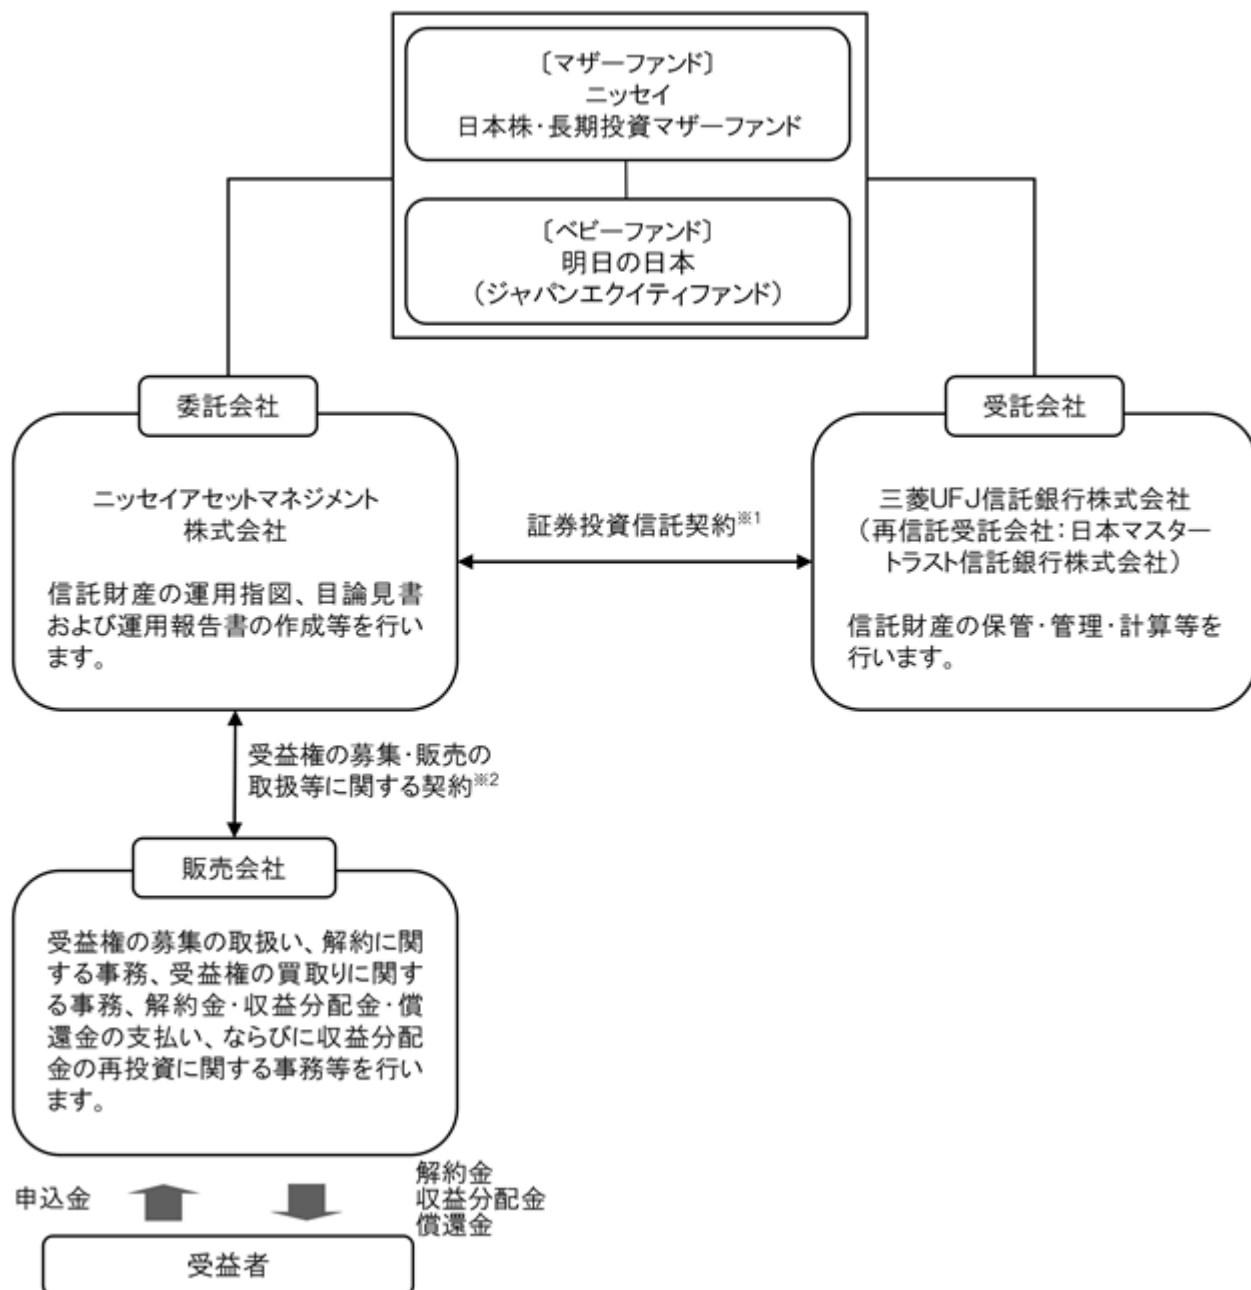 〔マザーファンド〕
ニッセイ
日本株・長期投資マザーファンド
〔ベビーファンド〕
明日の日本
（ジャパンエクイティファンド）
委託会社
ニッセイアセットマネジメント
株式会社
信託財産の運用指図、目論見書
および運用報告書の作成等を行い
ます。
証券投資信託契約※1
受託会社
三菱UFJ信託銀行株式会社
（再信託受託会社：日本マスター
トラスト信託銀行株式会社）
信託財産の保管・管理・計算等を
行います。
受益権の募集・販売の
取扱等に関する契約※2
販売会社
受益権の募集の取扱い、解約に関
する事務、受益権の買取りに関す
る事務、解約金・収益分配金・償
還金の支払い、ならびに収益分配
金の再投資に関する事務等を行い
ます。
申込金
解約金
収益分配金
償還金
受益者